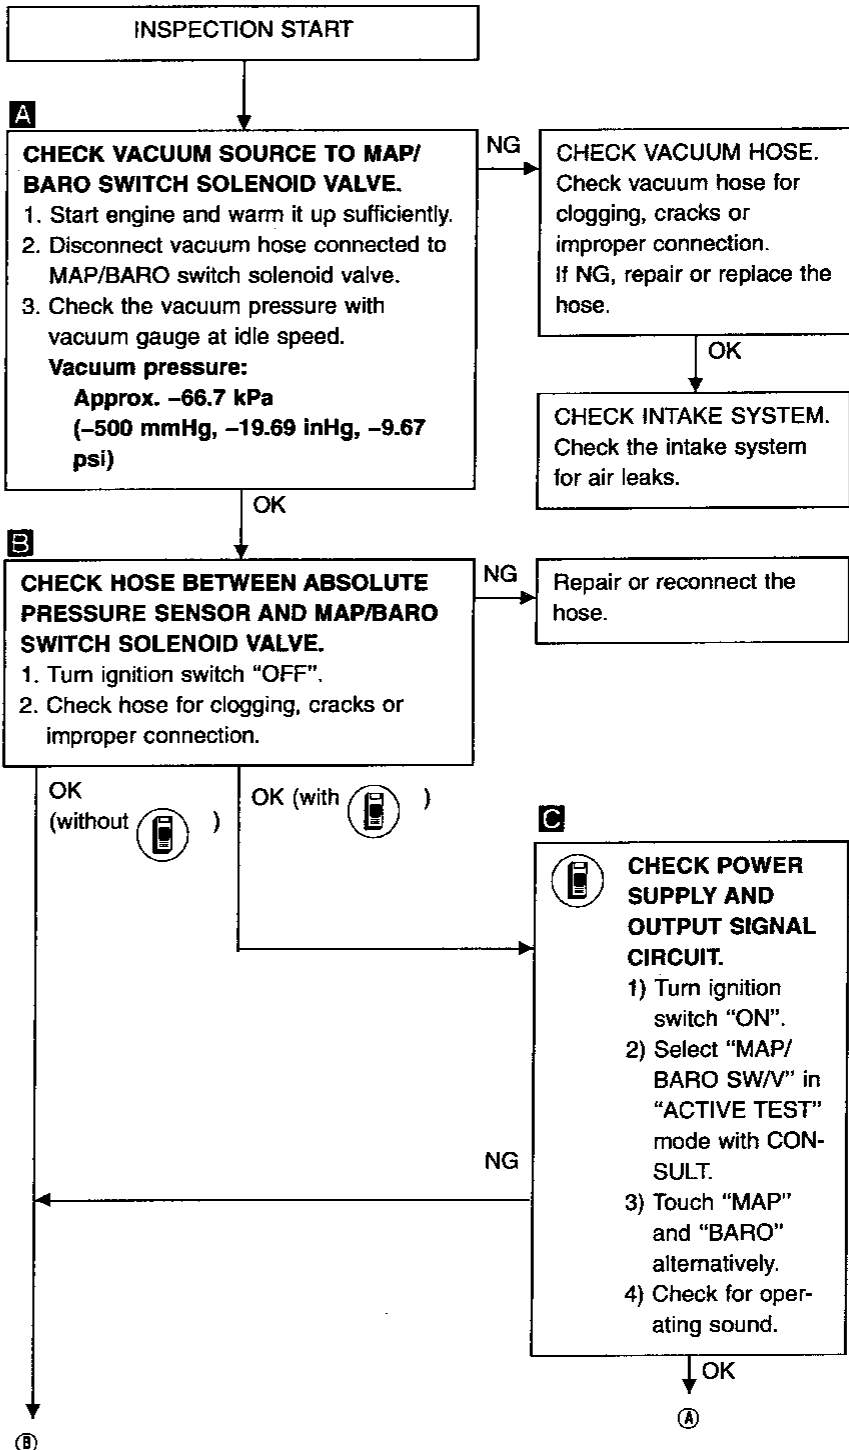 INSPECTION START
A
CHECK VACUUM SOURCE TO MAP/
BARO SWITCH SOLENOID VALVE.
1. Start engine and warm it up sufficiently.
2. Disconnect vacuum hose connected to
MAP/BARO switch solenoid valve.
3. Check the vacuum pressure with
vacuum gauge at idle speed.
Vacuum pressure:
Approx. –66.7 kPa
(–500 mmHg, –19.69 inHg, –9.67
psi)
NG
CHECK VACUUM HOSE.
Check vacuum hose for
clogging, cracks or
improper connection.
If NG, repair or replace the
hose.
OK
CHECK INTAKE SYSTEM.
Check the intake system
for air leaks.
OK
B
CHECK HOSE BETWEEN ABSOLUTE
PRESSURE SENSOR AND MAP/BARO
SWITCH SOLENOID VALVE.
1. Turn ignition switch “OFF”.
2. Check hose for clogging, cracks or
improper connection.
NG
Repair or reconnect the
hose.
OK
(without )
OK (with )
C
CHECK POWER
SUPPLY AND
OUTPUT SIGNAL
CIRCUIT.
1) Turn ignition
switch “ON”.
2) Select “MAP/
BARO SW/V” in
“ACTIVE TEST”
mode with CON-
SULT.
3) Touch “MAP”
and “BARO”
alternatively.
4) Check for oper-
ating sound.
NG
OK
Ⓐ
Ⓑ